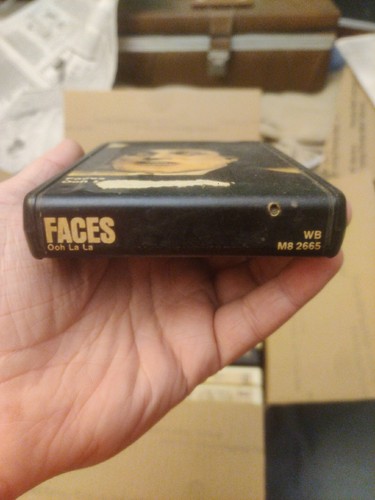 FACES
Ooh La La
WB
M8 2665